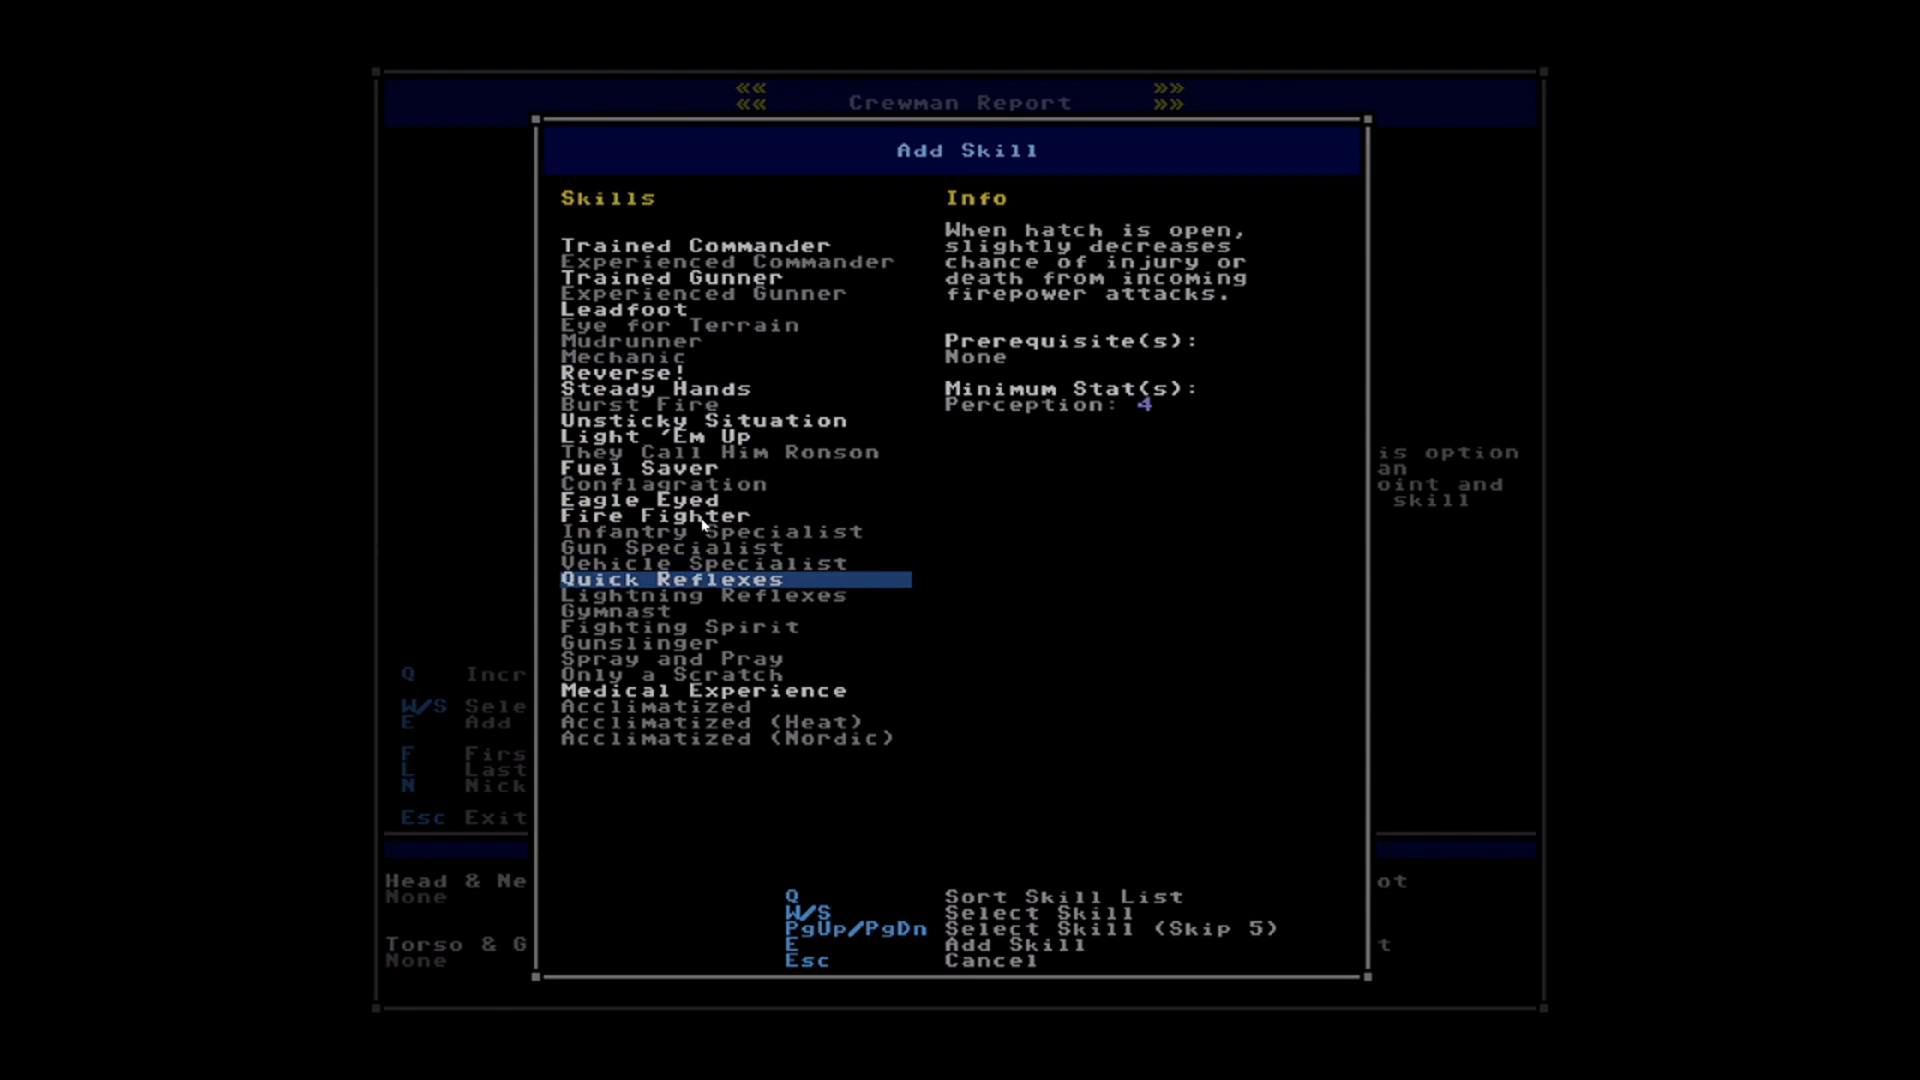 «« »»
«« Crewman Report »»
Add Skill
Skills
Trained Commander
Experienced Commander
Trained Gunner
Experienced Gunner
Leadfoot
Eye for Terrain
Mudrunner
Mechanic
Reverse!
Steady Hands
Burst Fire
Unsticky Situation
Light 'Em Up
They Call Him Ronson
Fuel Saver
Conflagration
Eagle Eyed
Fire Fighter
Infantry Specialist
Gun Specialist
Vehicle Specialist
Quick Reflexes
Lightning Reflexes
Gymnast
Fighting Spirit
Gunslinger
Spray and Pray
Only a Scratch
Medical Experience
Acclimatized
Acclimatized (Heat)
Acclimatized (Nordic)
Info
When hatch is open,
slightly decreases
chance of injury or
death from incoming
firepower attacks.
Prerequisite(s):
None
Minimum Stat(s):
Perception: 4
Q Sort Skill List
W/S Select Skill
PgUp/PgDn Select Skill (Skip 5)
E Add Skill
Esc Cancel
is option
an
oint and
skill
Q Incr
W/S Sele
E Add
F Firs
L Last
N Nick
Esc Exit
Head & Ne
None
Torso & G
None
ot
t